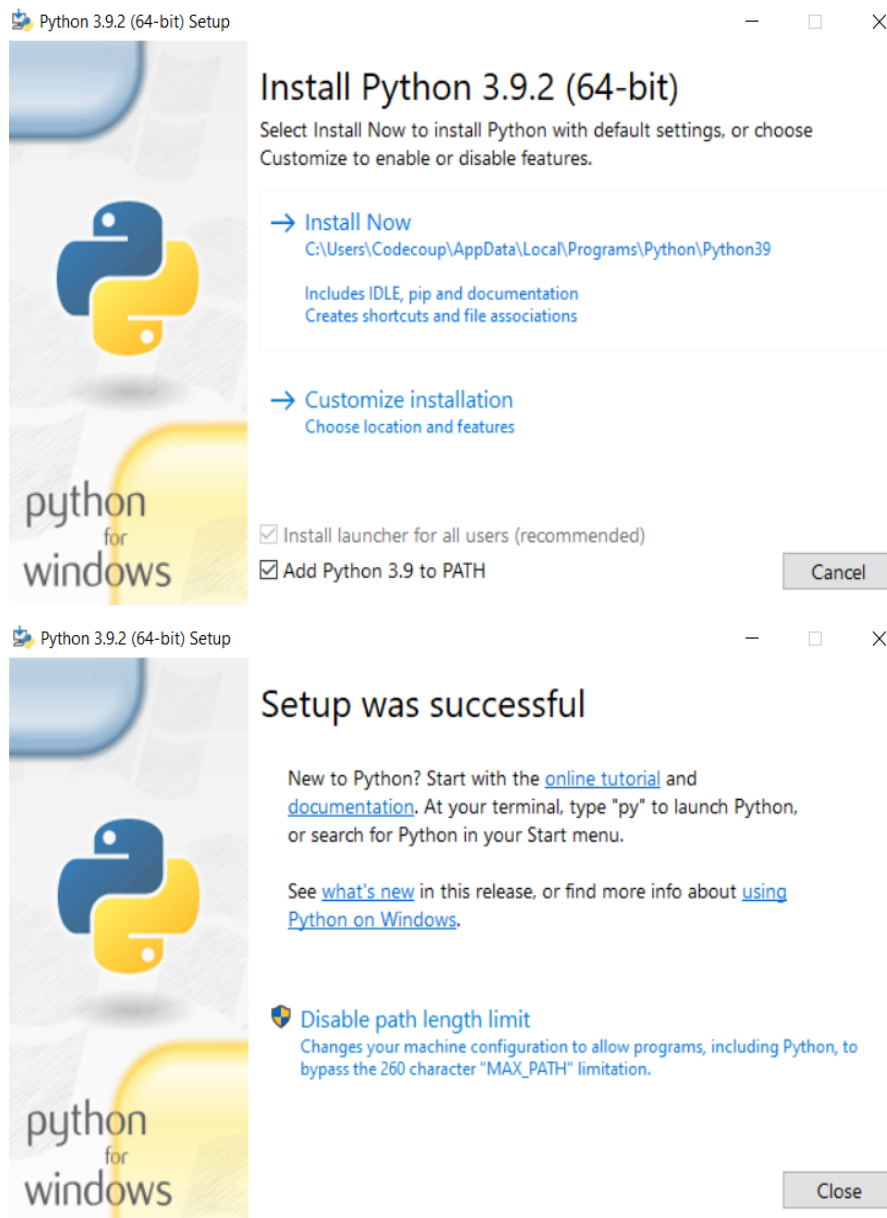 Python 3.9.2 (64-bit) Setup
Install Python 3.9.2 (64-bit)
Select Install Now to install Python with default settings, or choose
Customize to enable or disable features.
Install Now
C:\Users\Codecoup\AppData\Local\Programs\Python\Python39
Includes IDLE, pip and documentation
Creates shortcuts and file associations
Customize installation
Choose location and features
python
for
windows
Install launcher for all users (recommended)
Add Python 3.9 to PATH
Cancel
Python 3.9.2 (64-bit) Setup
Setup was successful
New to Python? Start with the online tutorial and
documentation. At your terminal, type "py" to launch Python,
or search for Python in your Start menu.
See what's new in this release, or find more info about using
Python on Windows.
Disable path length limit
Changes your machine configuration to allow programs, including Python, to
bypass the 260 character "MAX_PATH" limitation.
python
for
windows
Close